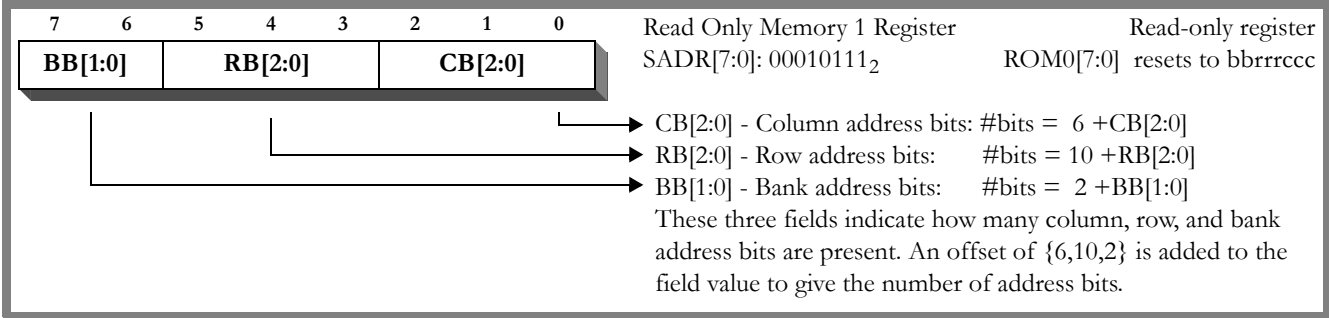 7 6 5 4 3 2 1 0
BB[1:0] RB[2:0] CB[2:0]
Read Only Memory 1 Register Read-only register
SADR[7:0]: 00010111₂ ROM0[7:0] resets to bbrrrccc
CB[2:0] - Column address bits: #bits = 6 +CB[2:0]
RB[2:0] - Row address bits: #bits = 10 +RB[2:0]
BB[1:0] - Bank address bits: #bits = 2 +BB[1:0]
These three fields indicate how many column, row, and bank
address bits are present. An offset of {6,10,2} is added to the
field value to give the number of address bits.